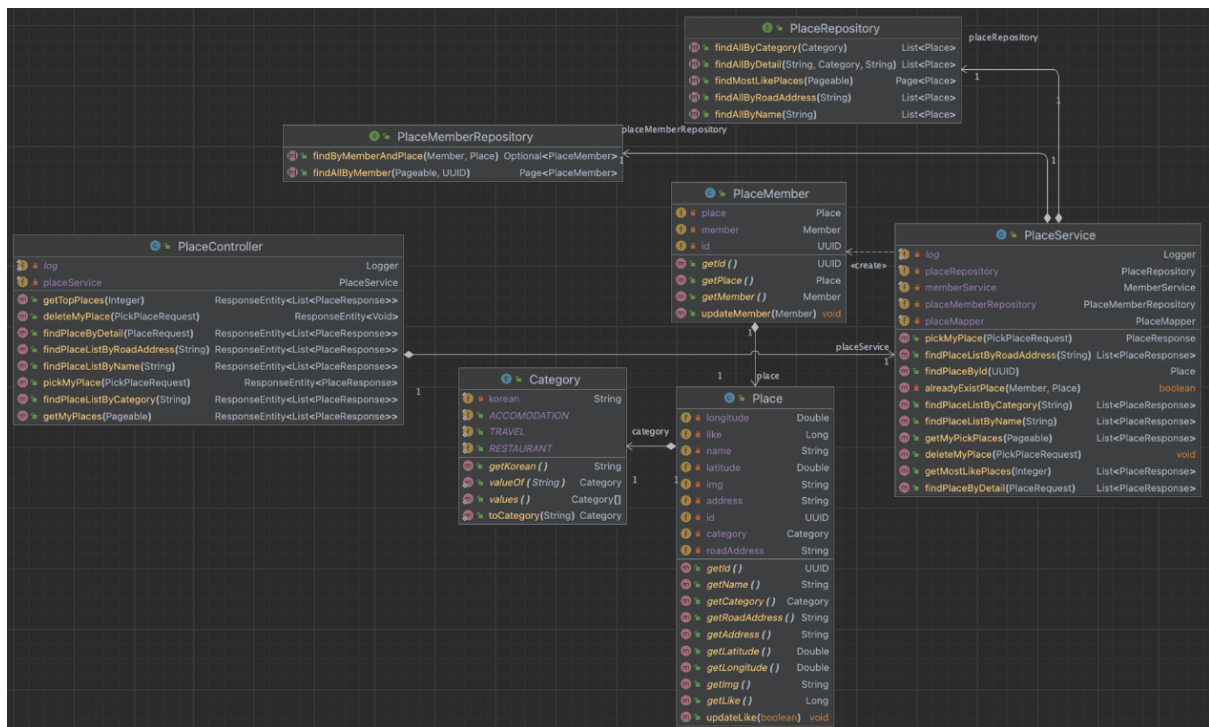 PlaceRepository
findAllByCategory(Category) List<Place>
findAllByDetail(String, Category, String) List<Place>
findMostLikePlaces(Pageable) Page<Place>
findAllByRoadAddress(String) List<Place>
findAllByName(String) List<Place>
placeRepository
1
1
PlaceMemberRepository
findByMemberAndPlace(Member, Place) Optional<PlaceMember>
findAllByMember(Pageable, UUID) Page<PlaceMember>
placeMemberRepository
1
1
PlaceMember
place Place
member Member
id UUID
getId () UUID
getPlace () Place
getMember () Member
updateMember(Member) void
«create»
PlaceController
log Logger
placeService PlaceService
getTopPlaces(Integer) ResponseEntity<List<PlaceResponse>>
deleteMyPlace(PickPlaceRequest) ResponseEntity<Void>
findPlaceByDetail(PlaceRequest) ResponseEntity<List<PlaceResponse>>
findPlaceListByRoadAddress(String) ResponseEntity<List<PlaceResponse>>
findPlaceListByName(String) ResponseEntity<List<PlaceResponse>>
pickMyPlace(PickPlaceRequest) ResponseEntity<PlaceResponse>
findPlaceListByCategory(String) ResponseEntity<List<PlaceResponse>>
getMyPlaces(Pageable) ResponseEntity<List<PlaceResponse>>
1
placeService
1
PlaceService
log Logger
placeRepository PlaceRepository
memberService MemberService
placeMemberRepository PlaceMemberRepository
placeMapper PlaceMapper
pickMyPlace(PickPlaceRequest) PlaceResponse
findPlaceListByRoadAddress(String) List<PlaceResponse>
findPlaceById(UUID) Place
alreadyExistPlace(Member, Place) boolean
findPlaceListByCategory(String) List<PlaceResponse>
findPlaceListByName(String) List<PlaceResponse>
getMyPickPlaces(Pageable) List<PlaceResponse>
deleteMyPlace(PickPlaceRequest) void
getMostLikePlaces(Integer) List<PlaceResponse>
findPlaceByDetail(PlaceRequest) List<PlaceResponse>
1
1
place
Category
korean String
ACCOMODATION
TRAVEL
RESTAURANT
getKorean () String
valueOf (String) Category
values () Category[]
toCategory(String) Category
category
1
1
Place
longitude Double
like Long
name String
latitude Double
img String
address String
id UUID
category Category
roadAddress String
getId () UUID
getName () String
getCategory () Category
getRoadAddress () String
getAddress () String
getLatitude () Double
getLongitude () Double
getImg () String
getLike () Long
updateLike(boolean) void